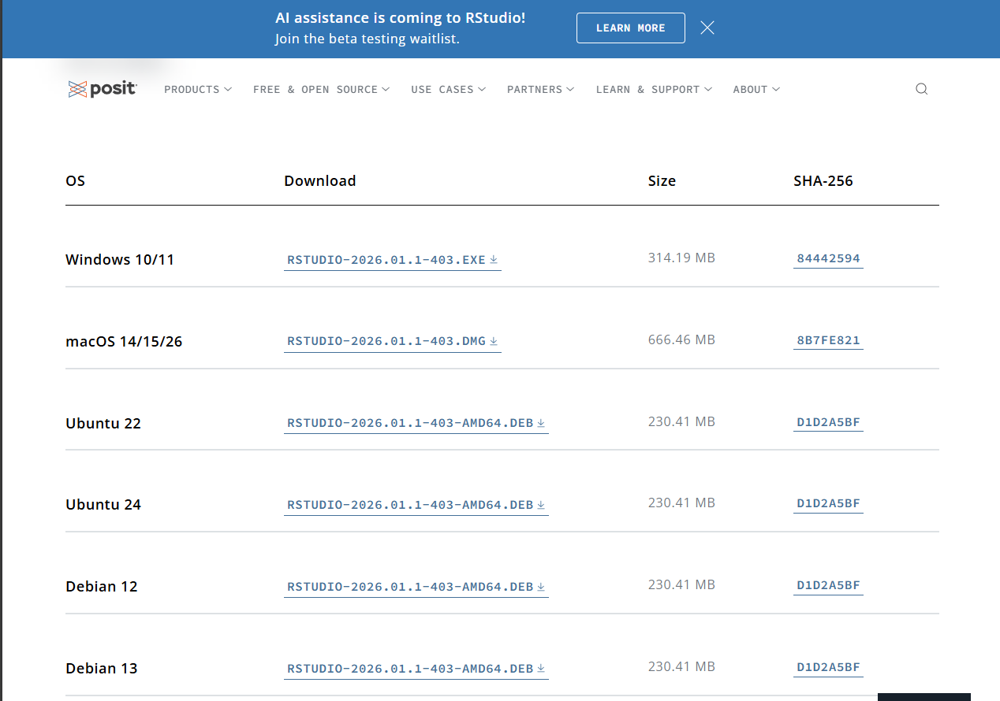 AI assistance is coming to RStudio!
Join the beta testing waitlist.
LEARN MORE
posit
PRODUCTS
FREE & OPEN SOURCE
USE CASES
PARTNERS
LEARN & SUPPORT
ABOUT
OS Download Size SHA-256
Windows 10/11 RSTUDIO-2026.01.1-403.EXE 314.19 MB 84442594
macOS 14/15/26 RSTUDIO-2026.01.1-403.DMG 666.46 MB 8B7FE821
Ubuntu 22 RSTUDIO-2026.01.1-403-AMD64.DEB 230.41 MB D1D2A5BF
Ubuntu 24 RSTUDIO-2026.01.1-403-AMD64.DEB 230.41 MB D1D2A5BF
Debian 12 RSTUDIO-2026.01.1-403-AMD64.DEB 230.41 MB D1D2A5BF
Debian 13 RSTUDIO-2026.01.1-403-AMD64.DEB 230.41 MB D1D2A5BF